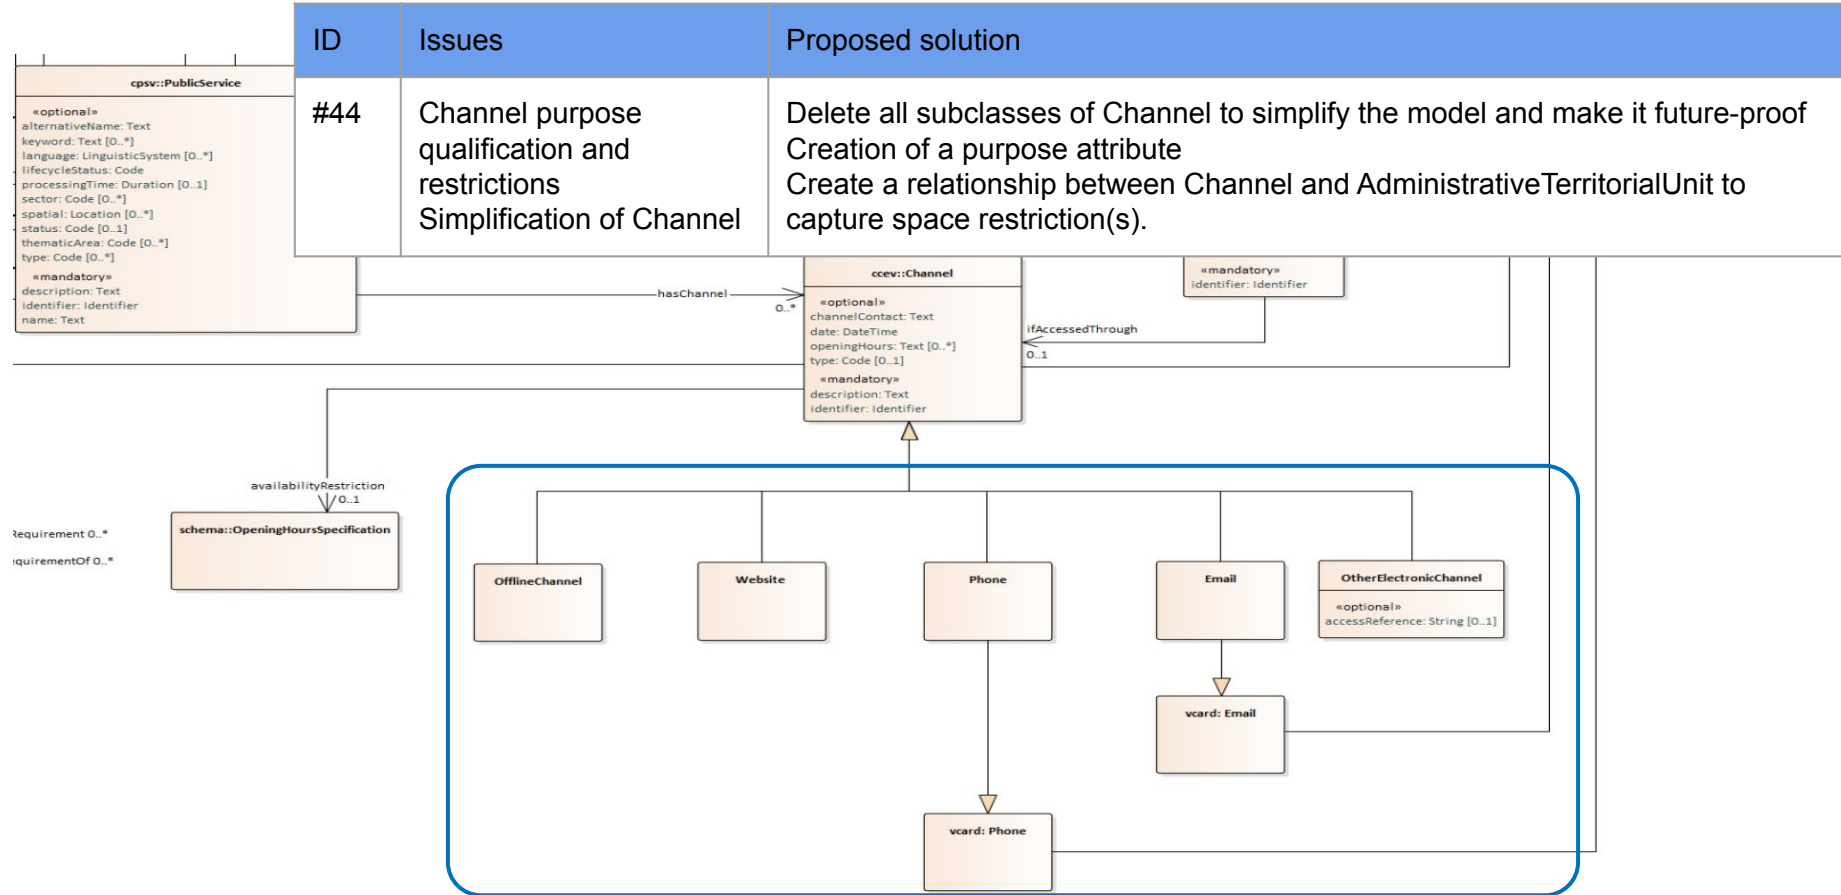 ID
Issues
Proposed solution
#44
Channel purpose
qualification and
restrictions
Simplification of Channel
Delete all subclasses of Channel to simplify the model and make it future-proof
Creation of a purpose attribute
Create a relationship between Channel and AdministrativeTerritorialUnit to
capture space restriction(s).
cpsv::PublicService
«optional»
alternativeName: Text
keyword: Text [0..*]
language: LinguisticSystem [0..*]
lifecycleStatus: Code
processingTime: Duration [0..1]
sector: Code [0..*]
spatial: Location [0..*]
status: Code [0..1]
thematicArea: Code [0..*]
type: Code [0..*]
«mandatory»
description: Text
identifier: Identifier
name: Text
hasChannel
0..*
ccev::Channel
«optional»
channelContact: Text
date: DateTime
openingHours: Text [0..*]
type: Code [0..1]
«mandatory»
description: Text
identifier: Identifier
«mandatory»
identifier: Identifier
ifAccessedThrough
0..1
availabilityRestriction
0..1
schema::OpeningHoursSpecification
Requirement 0..*
equirementOf 0..*
OfflineChannel
Website
Phone
Email
OtherElectronicChannel
«optional»
accessReference: String [0..1]
vcard: Email
vcard: Phone